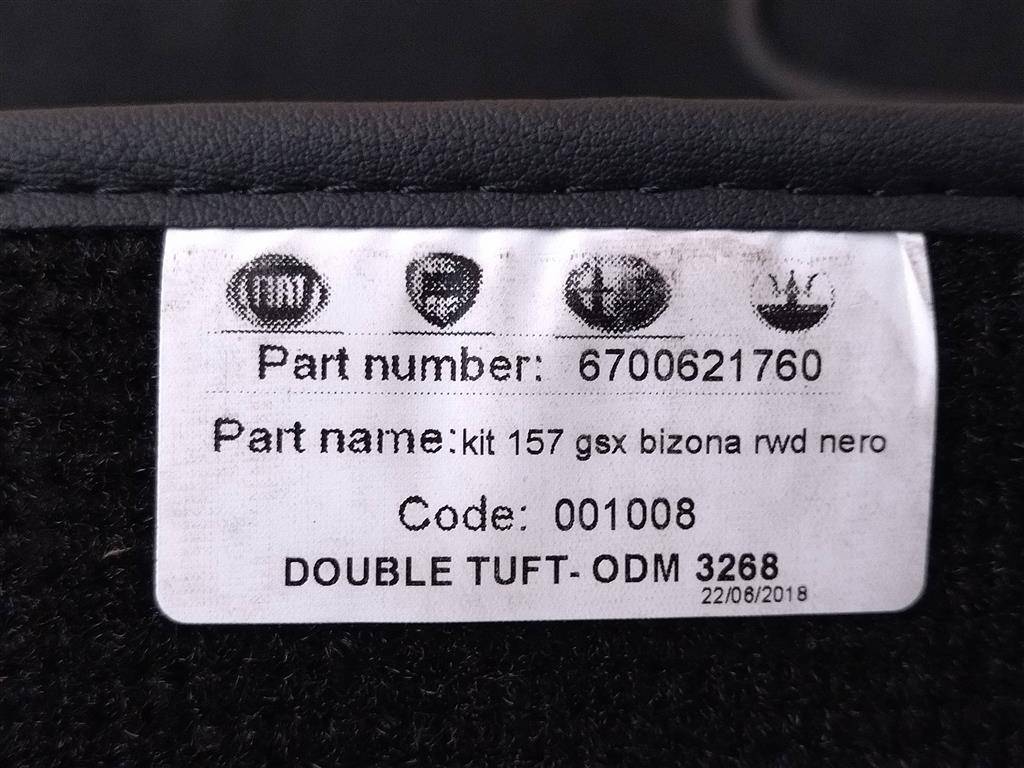 FIAT
Part number: 6700621760
Part name:kit 157 gsx bizona rwd nero
Code: 001008
DOUBLE TUFT- ODM 3268
22/06/2018